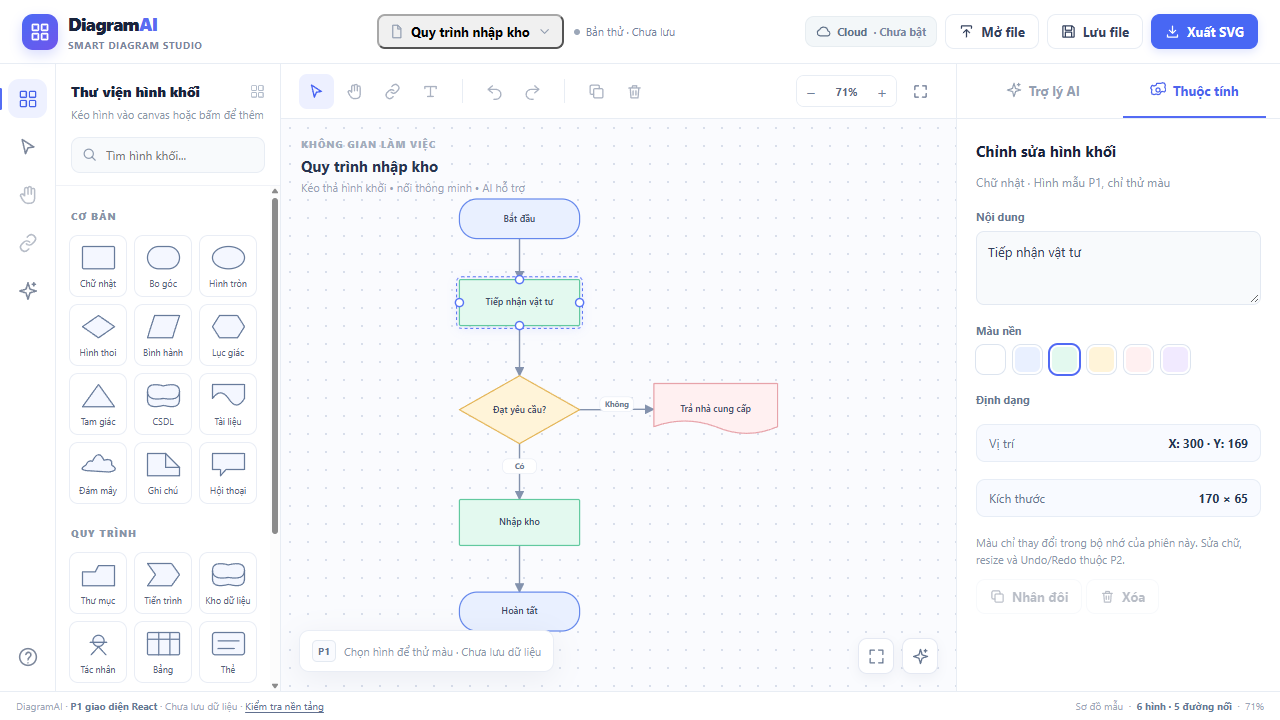 DiagramAI
SMART DIAGRAM STUDIO
Quy trình nhập kho
Bản thử · Chưa lưu
Cloud · Chưa bật
Mở file
Lưu file
Xuất SVG
Thư viện hình khối
Kéo hình vào canvas hoặc bấm để thêm
Tìm hình khối...
CƠ BẢN
Chữ nhật
Bo góc
Hình tròn
Hình thoi
Bình hành
Lục giác
Tam giác
CSDL
Tài liệu
Đám mây
Ghi chú
Hội thoại
QUY TRÌNH
Thư mục
Tiến trình
Kho dữ liệu
Tác nhân
Bảng
Thẻ
71%
KHÔNG GIAN LÀM VIỆC
Quy trình nhập kho
Kéo thả hình khối • nối thông minh • AI hỗ trợ
Bắt đầu
Tiếp nhận vật tư
Đạt yêu cầu?
Không
Trả nhà cung cấp
Có
Nhập kho
Hoàn tất
P1
Chọn hình để thử màu · Chưa lưu dữ liệu
Trợ lý AI
Thuộc tính
Chỉnh sửa hình khối
Chữ nhật · Hình mẫu P1, chỉ thử màu
Nội dung
Tiếp nhận vật tư
Màu nền
Định dạng
Vị trí
X: 300 · Y: 169
Kích thước
170 × 65
Màu chỉ thay đổi trong bộ nhớ của phiên này. Sửa chữ,
resize và Undo/Redo thuộc P2.
Nhân đôi
Xóa
DiagramAI · P1 giao diện React · Chưa lưu dữ liệu · Kiểm tra nền tảng
Sơ đồ mẫu · 6 hình · 5 đường nối · 71%